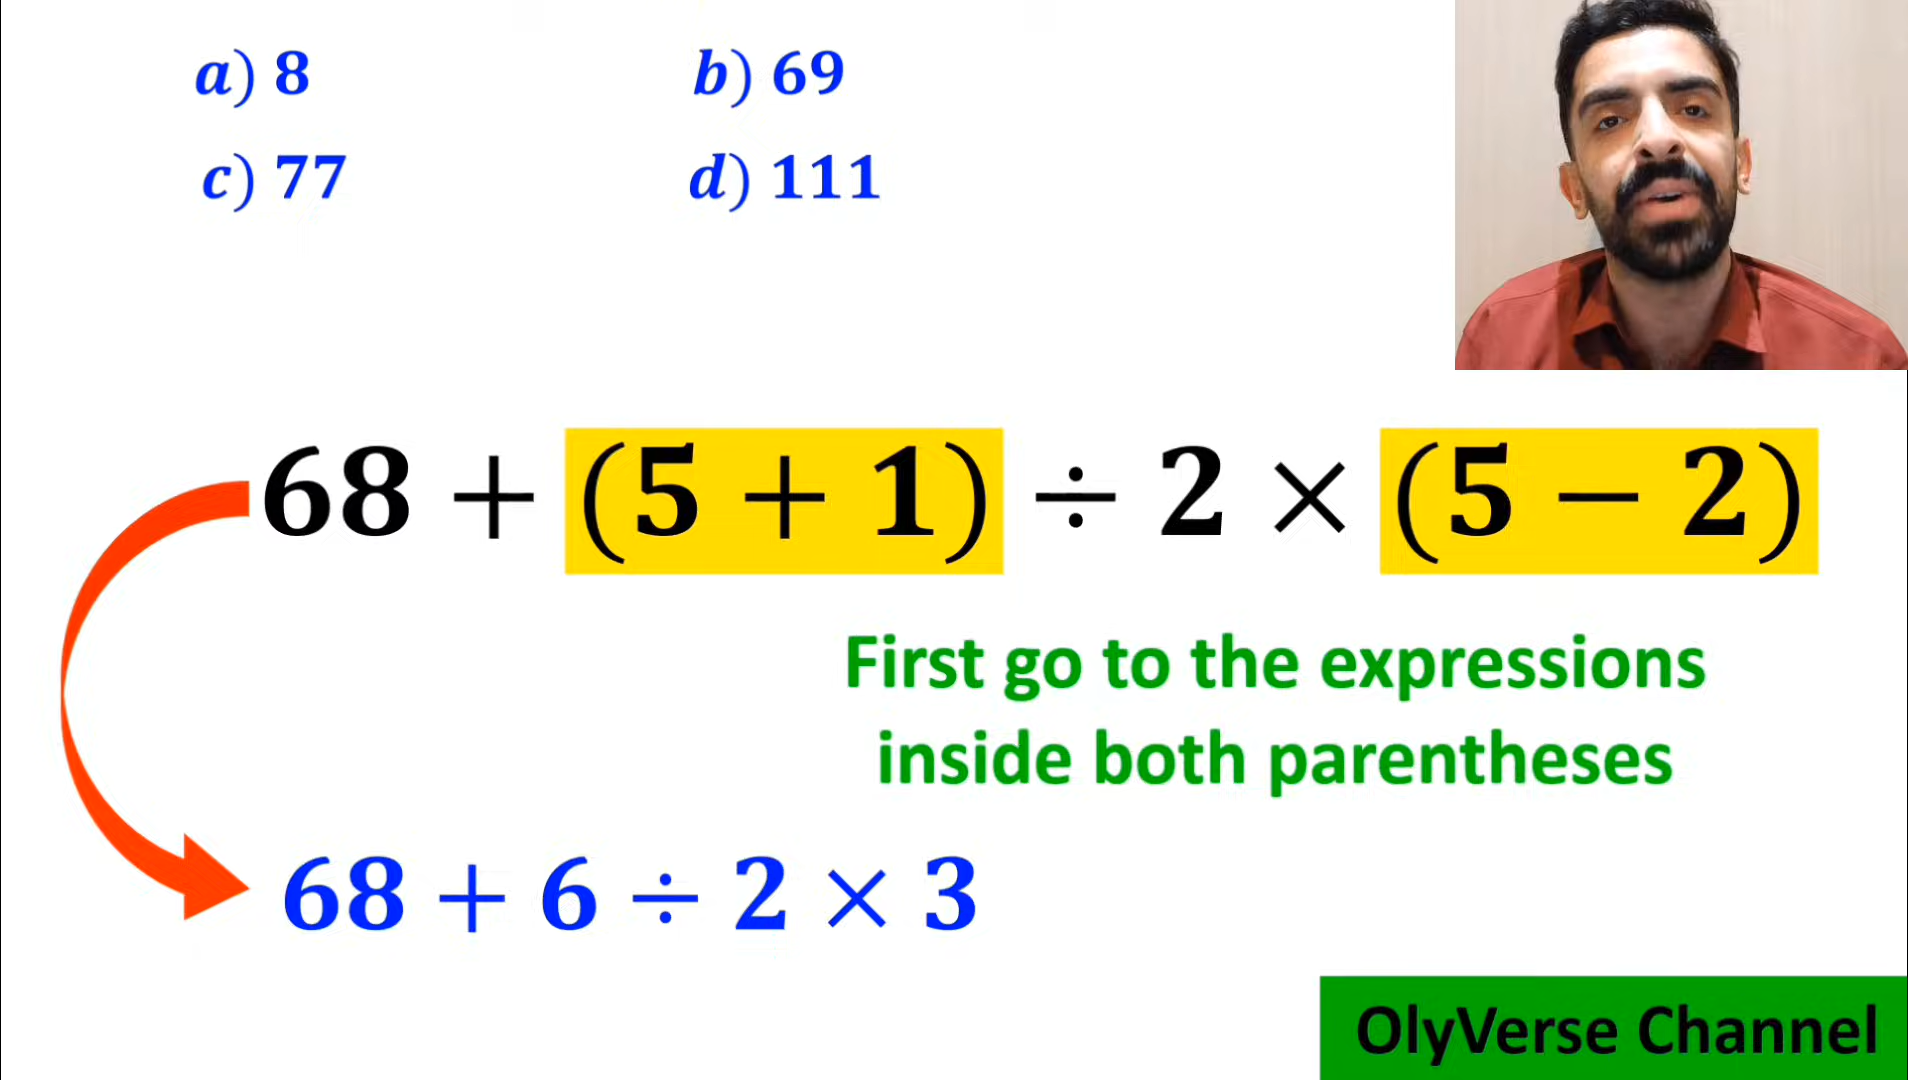 a) 8 b) 69
c) 77 d) 111
68 + (5 + 1) ÷ 2 × (5 − 2)
First go to the expressions
inside both parentheses
68 + 6 ÷ 2 × 3
OlyVerse Channel